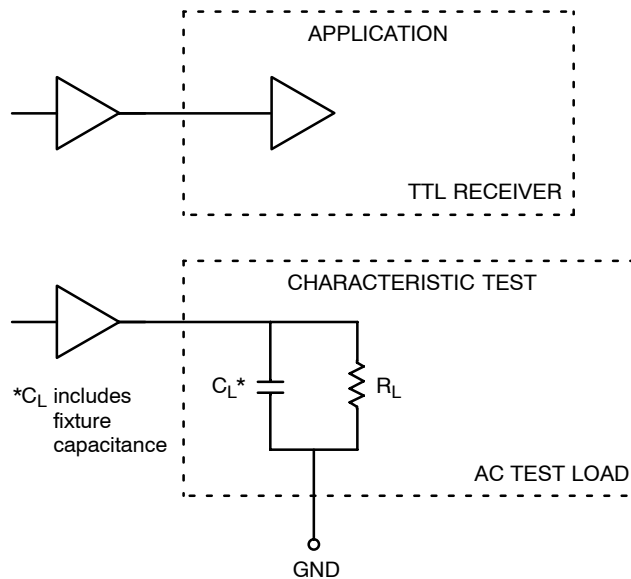 APPLICATION
TTL RECEIVER
CHARACTERISTIC TEST
*CL includes
fixture
capacitance
CL*
RL
AC TEST LOAD
GND